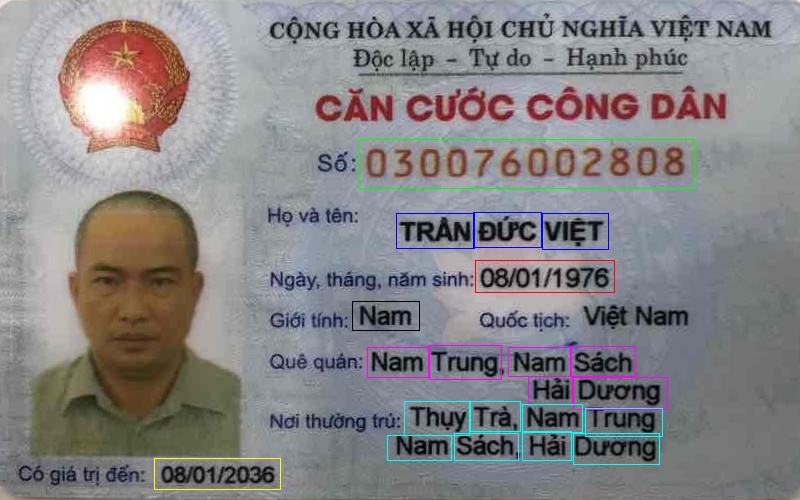 CỘNG HÒA XÃ HỘI CHỦ NGHĨA VIỆT NAM
Độc lập - Tự do - Hạnh phúc
CĂN CƯỚC CÔNG DÂN
Số: 030076002808
Họ và tên: TRẦN ĐỨC VIỆT
Ngày, tháng, năm sinh: 08/01/1976
Giới tính: Nam Quốc tịch: Việt Nam
Quê quán: Nam Trung, Nam Sách
Hải Dương
Nơi thường trú: Thụy Trà, Nam Trung
Nam Sách, Hải Dương
Có giá trị đến: 08/01/2036